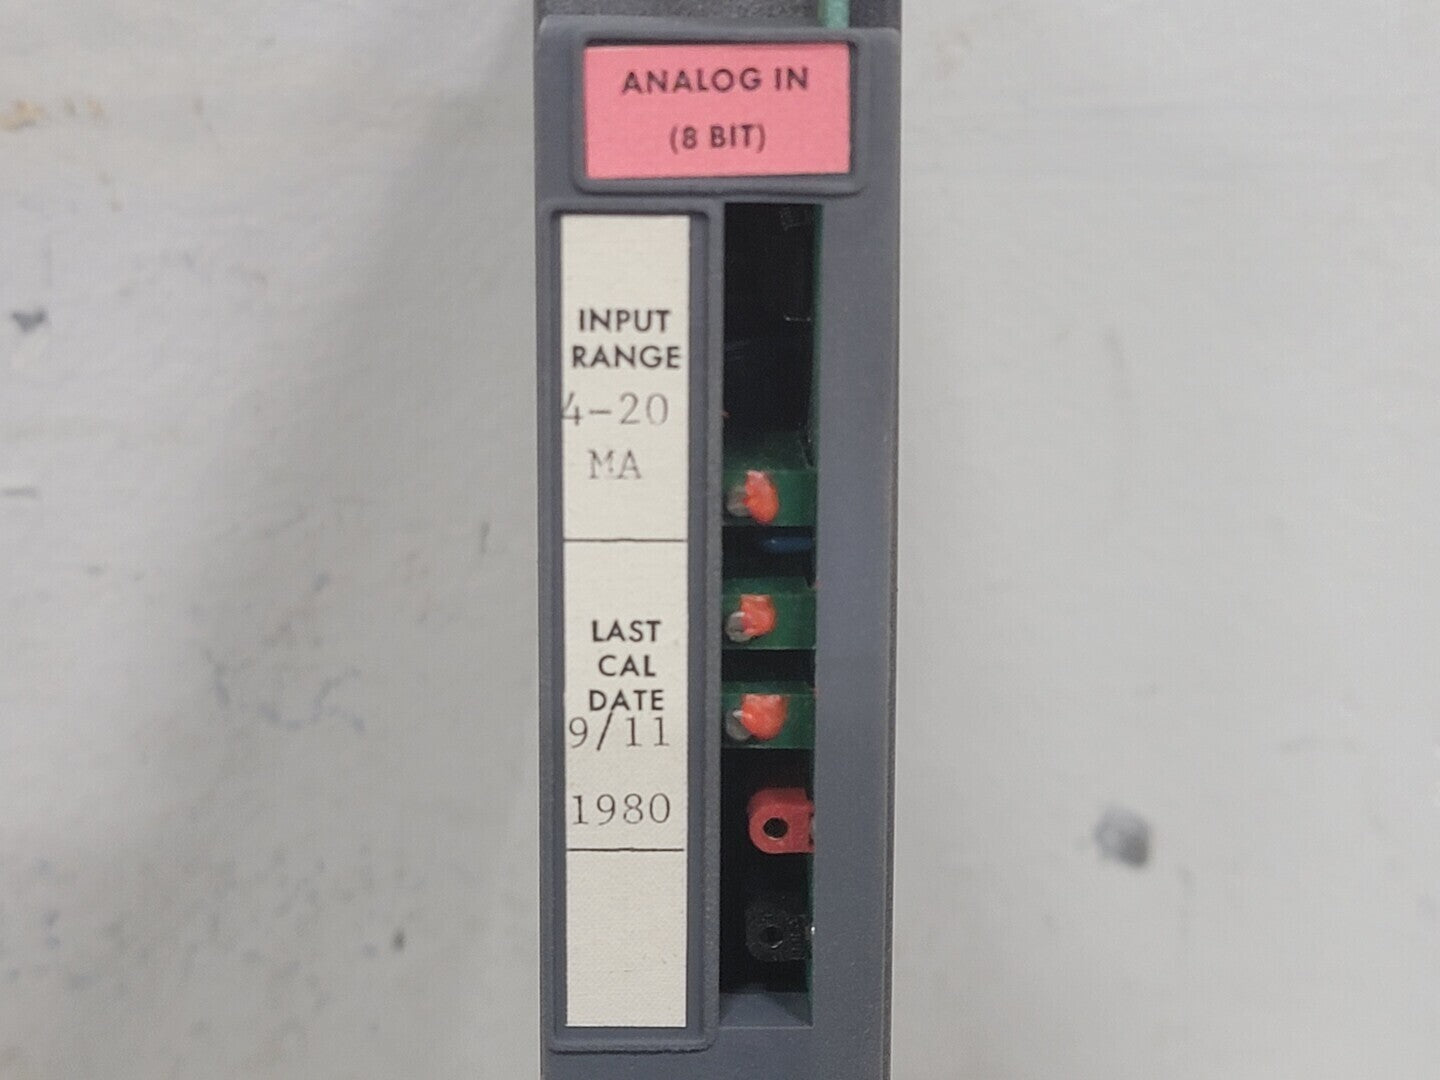 ANALOG IN
(8 BIT)
INPUT
RANGE
4-20
MA
LAST
CAL
DATE
9/11
1980